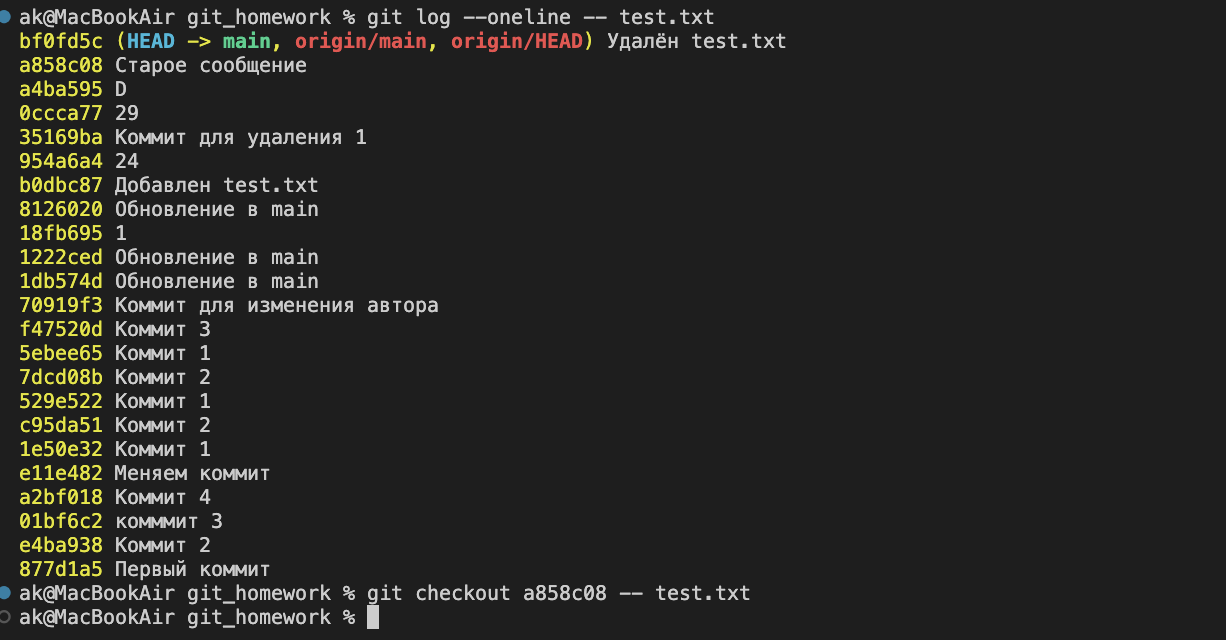 ak@MacBookAir git_homework % git log --oneline -- test.txt
bf0fd5c (HEAD -> main, origin/main, origin/HEAD) Удалён test.txt
a858c08 Старое сообщение
a4ba595 D
0ccca77 29
35169ba Коммит для удаления 1
954a6a4 24
b0dbc87 Добавлен test.txt
8126020 Обновление в main
18fb695 1
1222ced Обновление в main
1db574d Обновление в main
70919f3 Коммит для изменения автора
f47520d Коммит 3
5ebee65 Коммит 1
7dcd08b Коммит 2
529e522 Коммит 1
c95da51 Коммит 2
1e50e32 Коммит 1
e11e482 Меняем коммит
a2bf018 Коммит 4
01bf6c2 комммит 3
e4ba938 Коммит 2
877d1a5 Первый коммит
ak@MacBookAir git_homework % git checkout a858c08 -- test.txt
ak@MacBookAir git_homework %